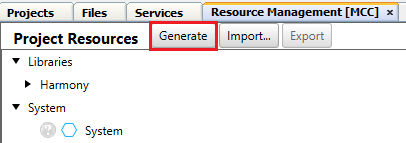 Projects Files Services Resource Management [MCC] ×
Project Resources Generate Import... Export
Libraries
Harmony
System
? System